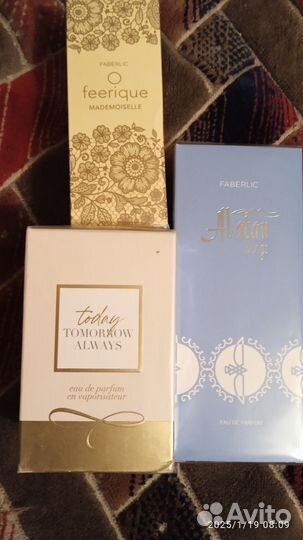 FABERLIC
O
feerique
MADEMOISELLE
FABERLIC
today
TOMORROW
ALWAYS
eau de parfum
en vaporisateur
EAU DE PARFUM
2025/1/19 08:09
Avito